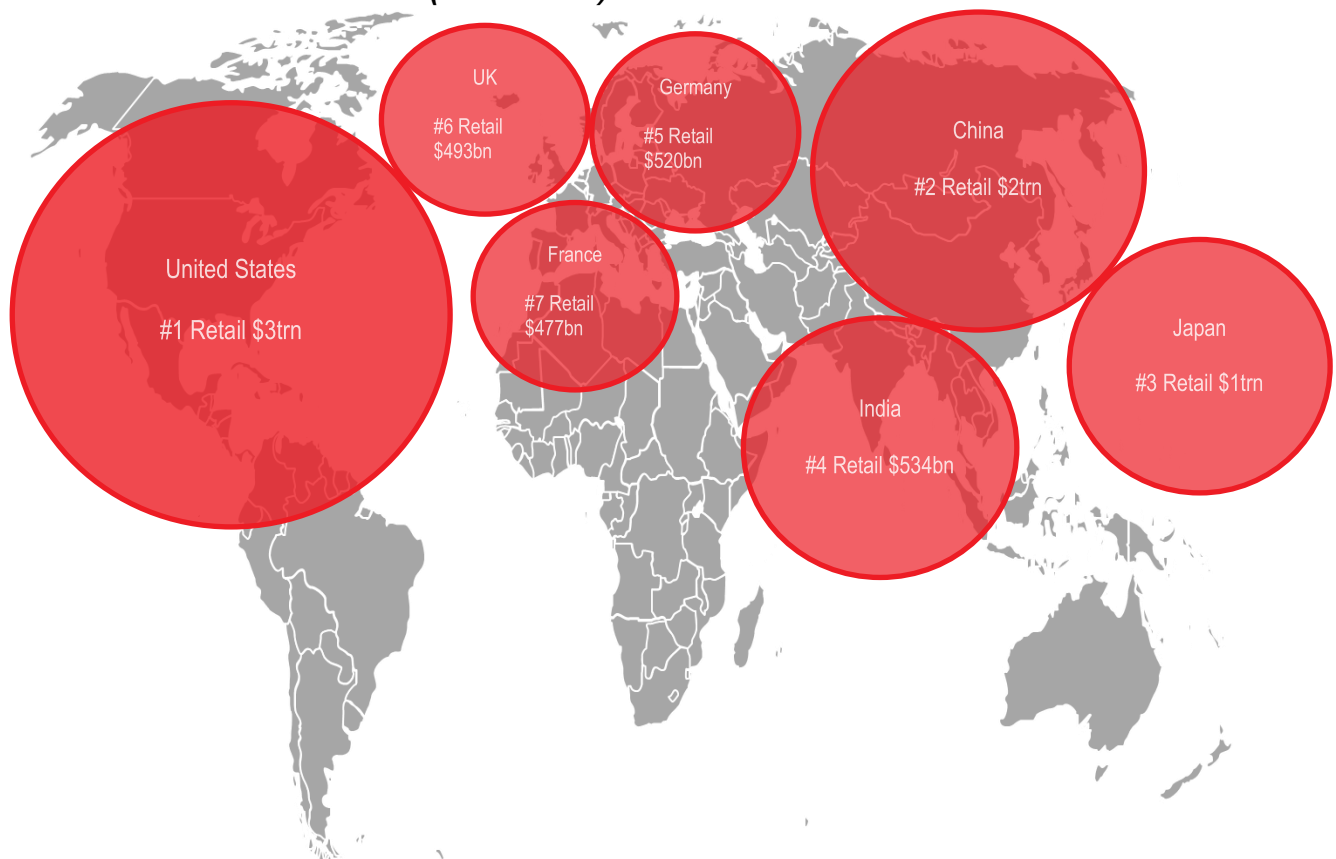 UK
#6 Retail
$493bn
Germany
#5 Retail
$520bn
China
#2 Retail $2trn
United States
#1 Retail $3trn
France
#7 Retail
$477bn
Japan
#3 Retail $1trn
India
#4 Retail $534bn